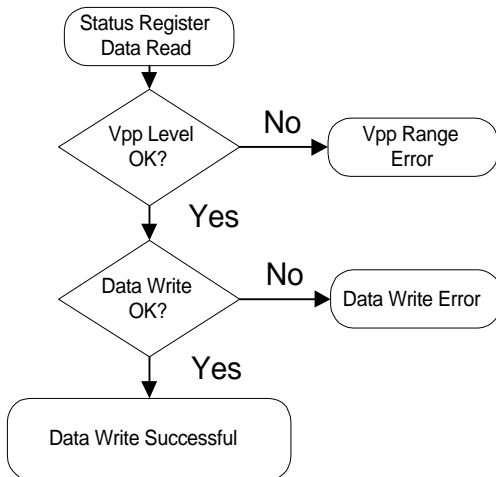 Status Register
Data Read
Vpp Level
OK?
No
Vpp Range
Error
Yes
Data Write
OK?
No
Data Write Error
Yes
Data Write Successful